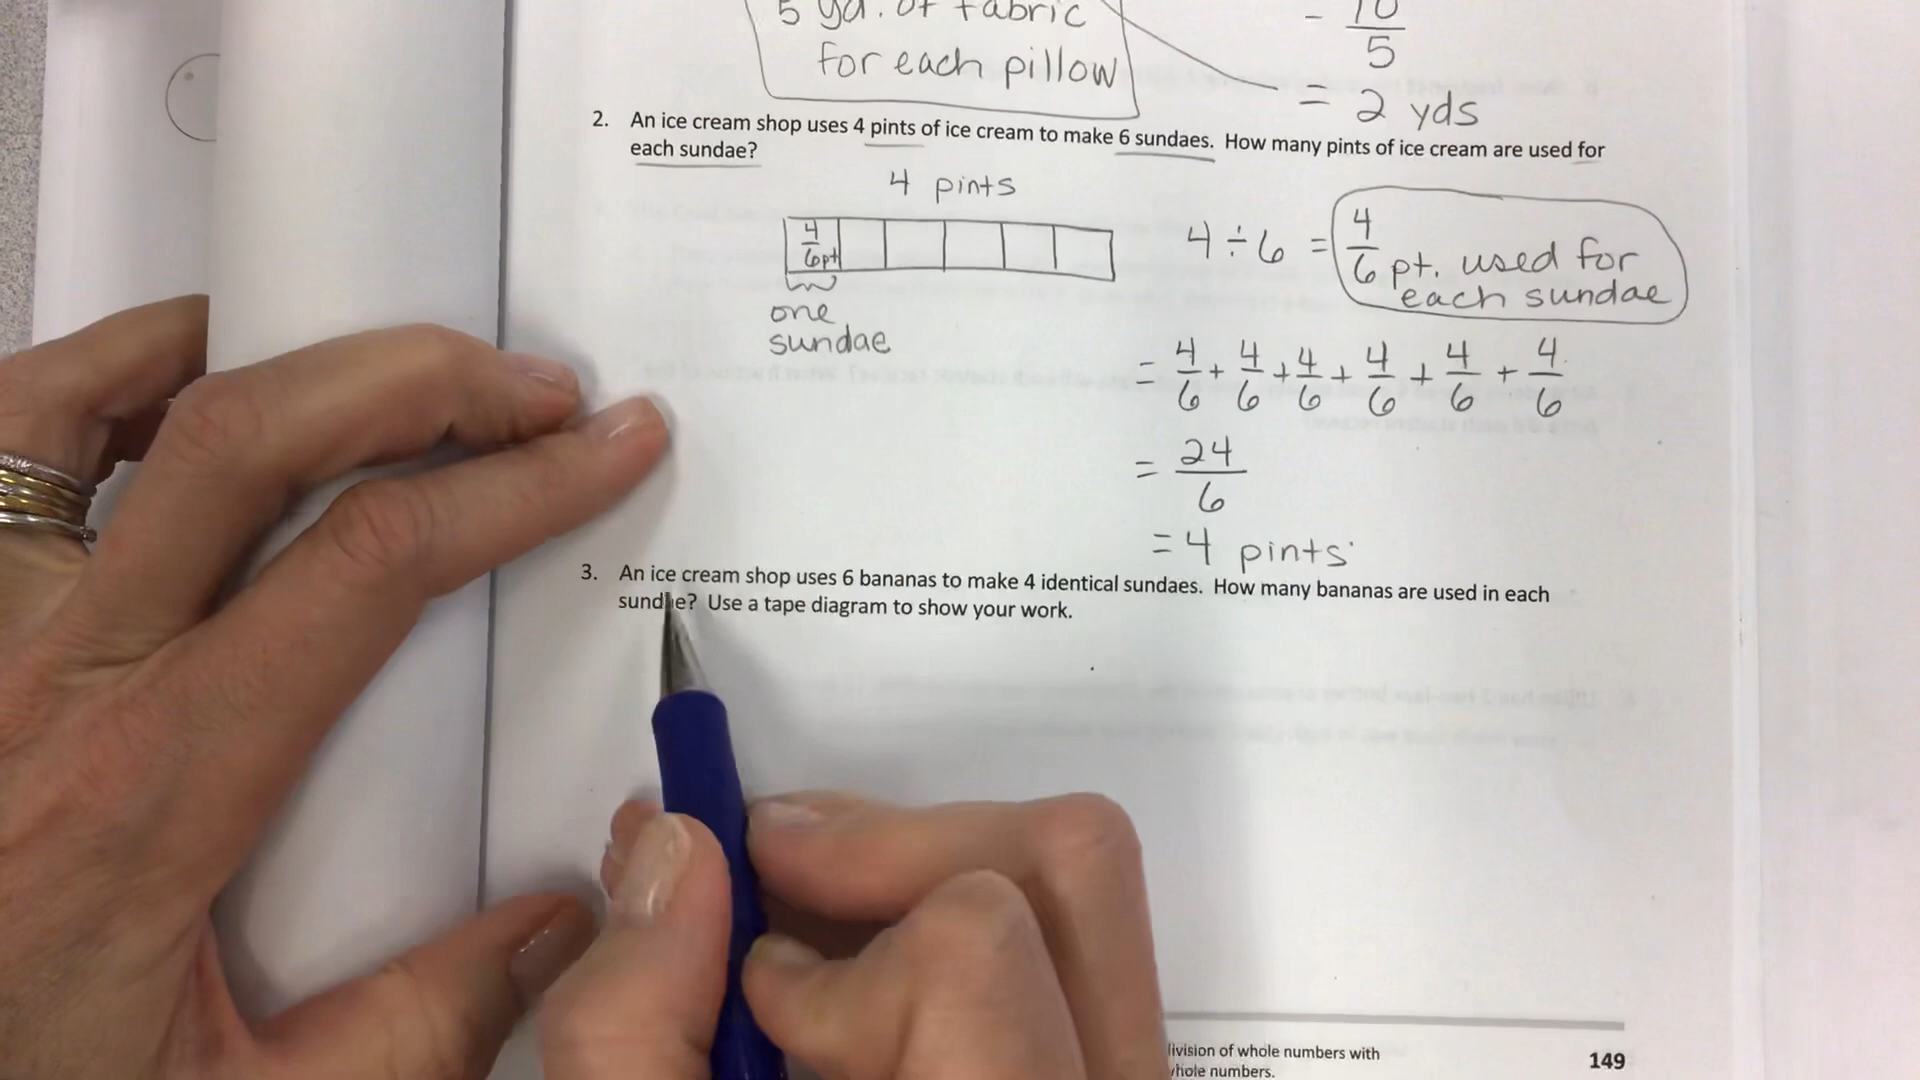 5 yd. of fabric
for each pillow
= 10/5
= 2 yds
2. An ice cream shop uses 4 pints of ice cream to make 6 sundaes. How many pints of ice cream are used for
each sundae?
4 pints
4/6 pt
one
sundae
4 ÷ 6 = 4/6 pt. used for
each sundae
= 4/6 + 4/6 + 4/6 + 4/6 + 4/6 + 4/6
= 24/6
= 4 pints
3. An ice cream shop uses 6 bananas to make 4 identical sundaes. How many bananas are used in each
sundae? Use a tape diagram to show your work.
division of whole numbers with
whole numbers.
149